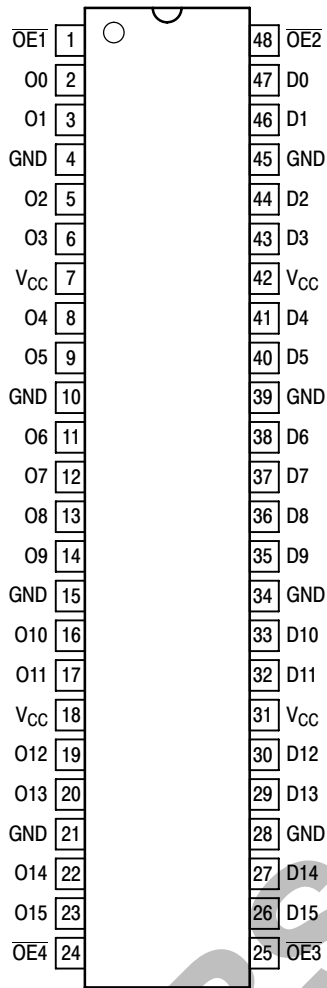 O̅E̅1̅ 1 48 O̅E̅2̅
O0 2 47 D0
O1 3 46 D1
GND 4 45 GND
O2 5 44 D2
O3 6 43 D3
VCC 7 42 VCC
O4 8 41 D4
O5 9 40 D5
GND 10 39 GND
O6 11 38 D6
O7 12 37 D7
O8 13 36 D8
O9 14 35 D9
GND 15 34 GND
O10 16 33 D10
O11 17 32 D11
VCC 18 31 VCC
O12 19 30 D12
O13 20 29 D13
GND 21 28 GND
O14 22 27 D14
O15 23 26 D15
O̅E̅4̅ 24 25 O̅E̅3̅